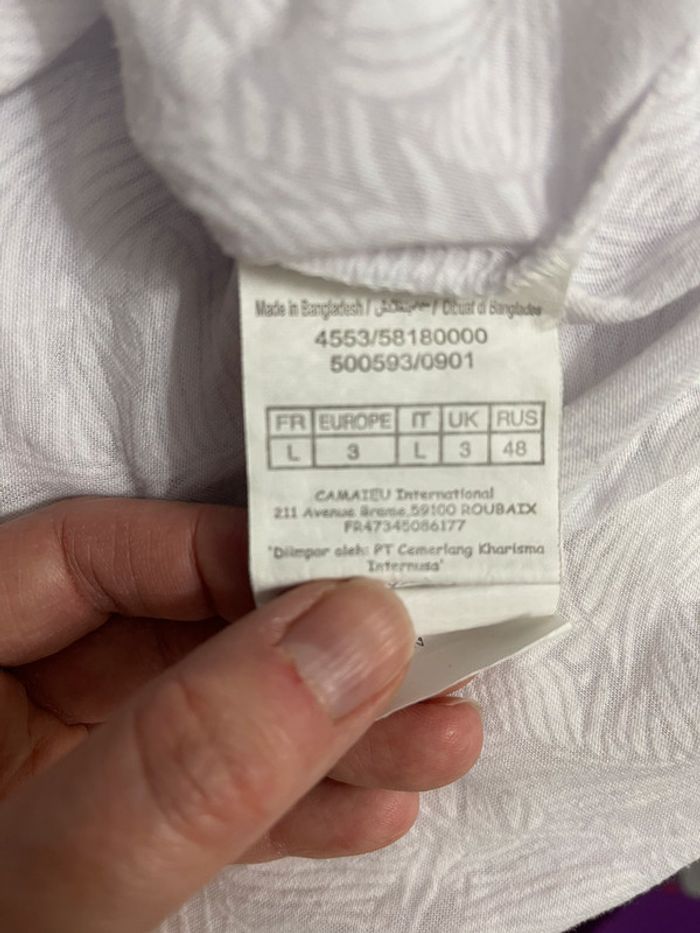 Made in Bangladesh / / Dibuat di Banglades
4553/58180000
500593/0901
FR EUROPE IT UK RUS
L 3 L 3 48
CAMAIEU International
211 Avenue Brame.59100 ROUBAIX
FR47345086177
"Diimpor oleh: PT Cemerlang Kharisma
Internusa"